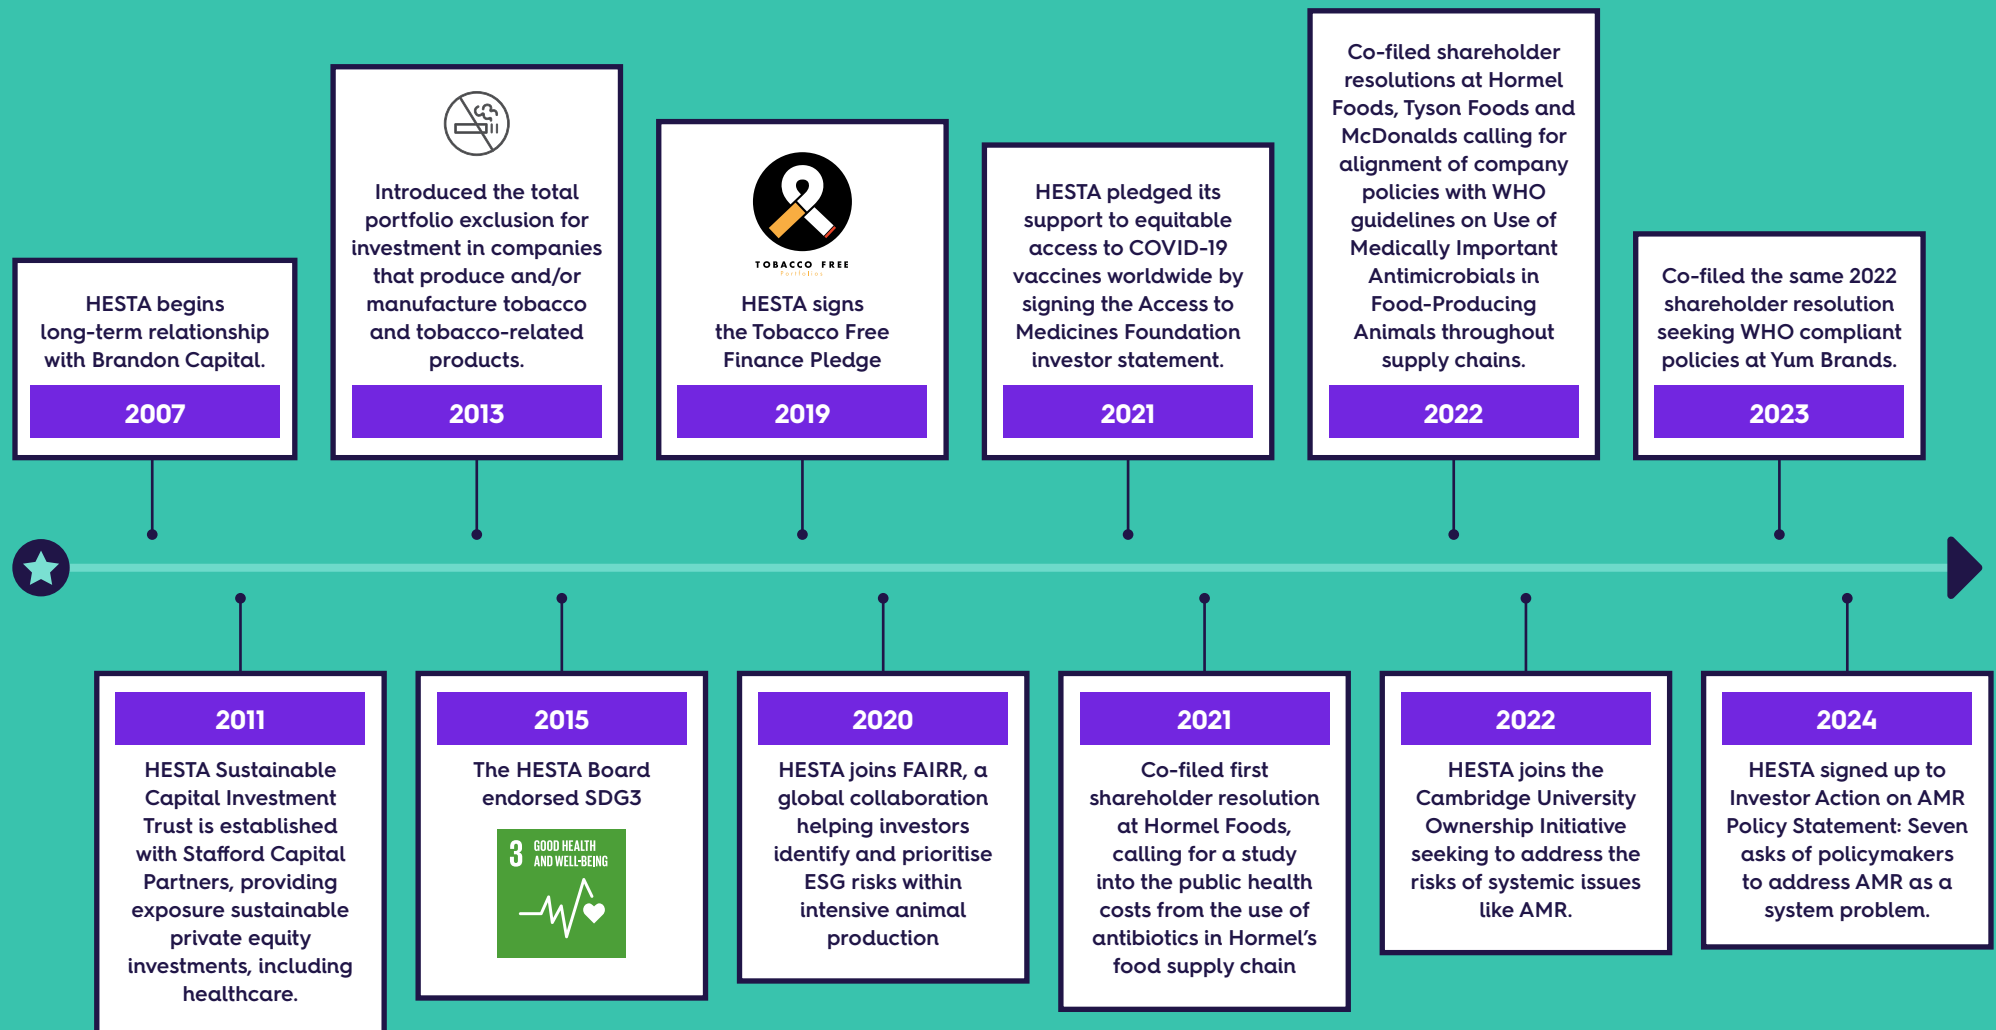 HESTA begins
long-term relationship
with Brandon Capital.
2007
Introduced the total
portfolio exclusion for
investment in companies
that produce and/or
manufacture tobacco
and tobacco-related
products.
2013
TOBACCO FREE
Portfolios
HESTA signs
the Tobacco Free
Finance Pledge
2019
HESTA pledged its
support to equitable
access to COVID-19
vaccines worldwide by
signing the Access to
Medicines Foundation
investor statement.
2021
Co-filed shareholder
resolutions at Hormel
Foods, Tyson Foods and
McDonalds calling for
alignment of company
policies with WHO
guidelines on Use of
Medically Important
Antimicrobials in
Food-Producing
Animals throughout
supply chains.
2022
Co-filed the same 2022
shareholder resolution
seeking WHO compliant
policies at Yum Brands.
2023
2011
HESTA Sustainable
Capital Investment
Trust is established
with Stafford Capital
Partners, providing
exposure sustainable
private equity
investments, including
healthcare.
2015
The HESTA Board
endorsed SDG3
3 GOOD HEALTH
AND WELL-BEING
2020
HESTA joins FAIRR, a
global collaboration
helping investors
identify and prioritise
ESG risks within
intensive animal
production
2021
Co-filed first
shareholder resolution
at Hormel Foods,
calling for a study
into the public health
costs from the use of
antibiotics in Hormel's
food supply chain
2022
HESTA joins the
Cambridge University
Ownership Initiative
seeking to address the
risks of systemic issues
like AMR.
2024
HESTA signed up to
Investor Action on AMR
Policy Statement: Seven
asks of policymakers
to address AMR as a
system problem.